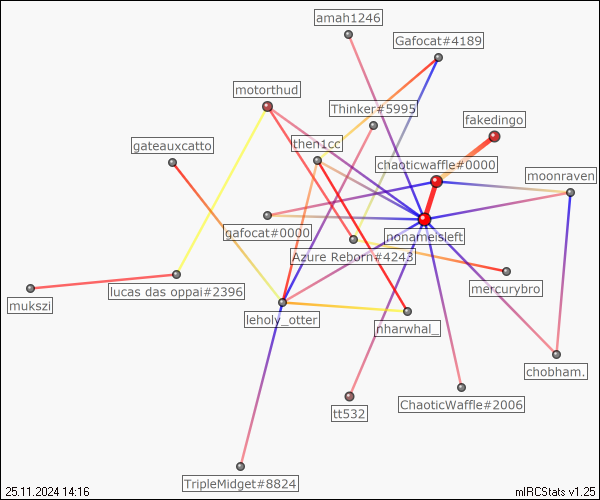 amah1246
Gafocat#4189
motorthud
Thinker#5995
fakedingo
gateauxcatto
then1cc
chaoticwaffle#0000
moonraven
gafocat#0000
nonameisleft
Azure Reborn#4243
lucas das oppai#2396
mercurybro
mukszi
leholy_otter
nharwhal_
chobham.
tt532
ChaoticWaffle#2006
TripleMidget#8824
25.11.2024 14:16
mIRCStats v1.25